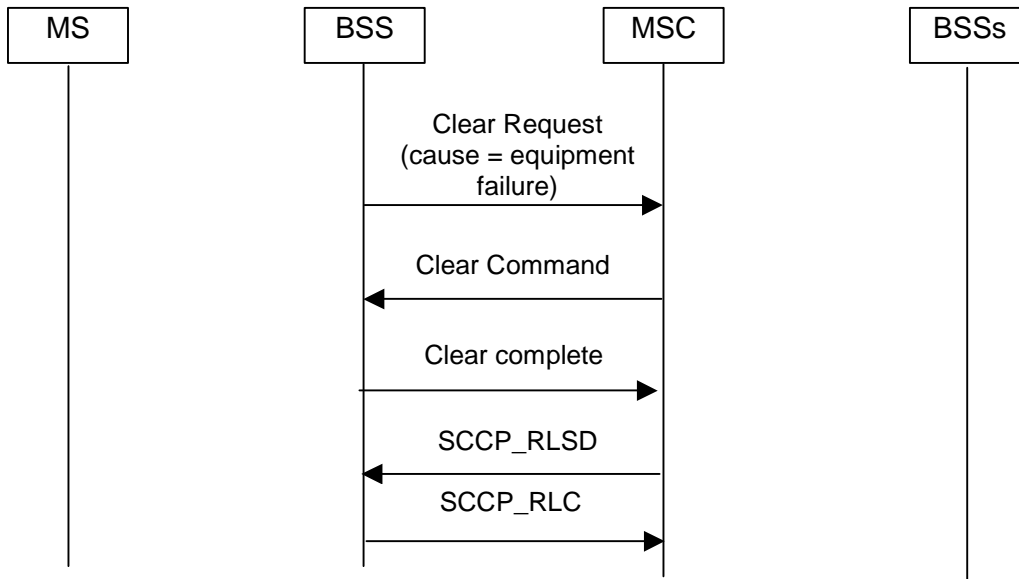 MS
BSS
MSC
BSSs
Clear Request
(cause = equipment
failure)
Clear Command
Clear complete
SCCP_RLSD
SCCP_RLC